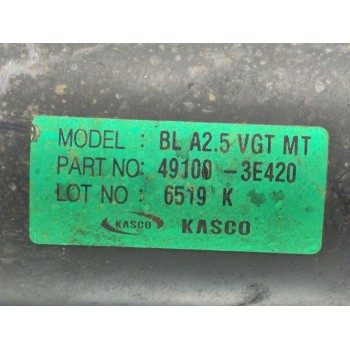 MODEL : BL A2.5 VGT MT
PART NO: 49100-3E420
LOT NO : 6519 K
KASCO KASCO